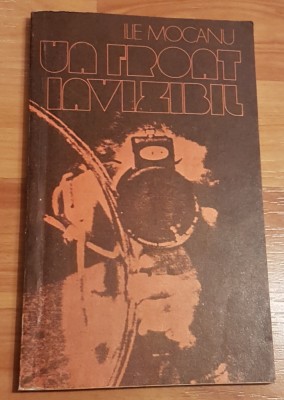 ILIE MOCANU
UN FRONT
INVIZIBIL